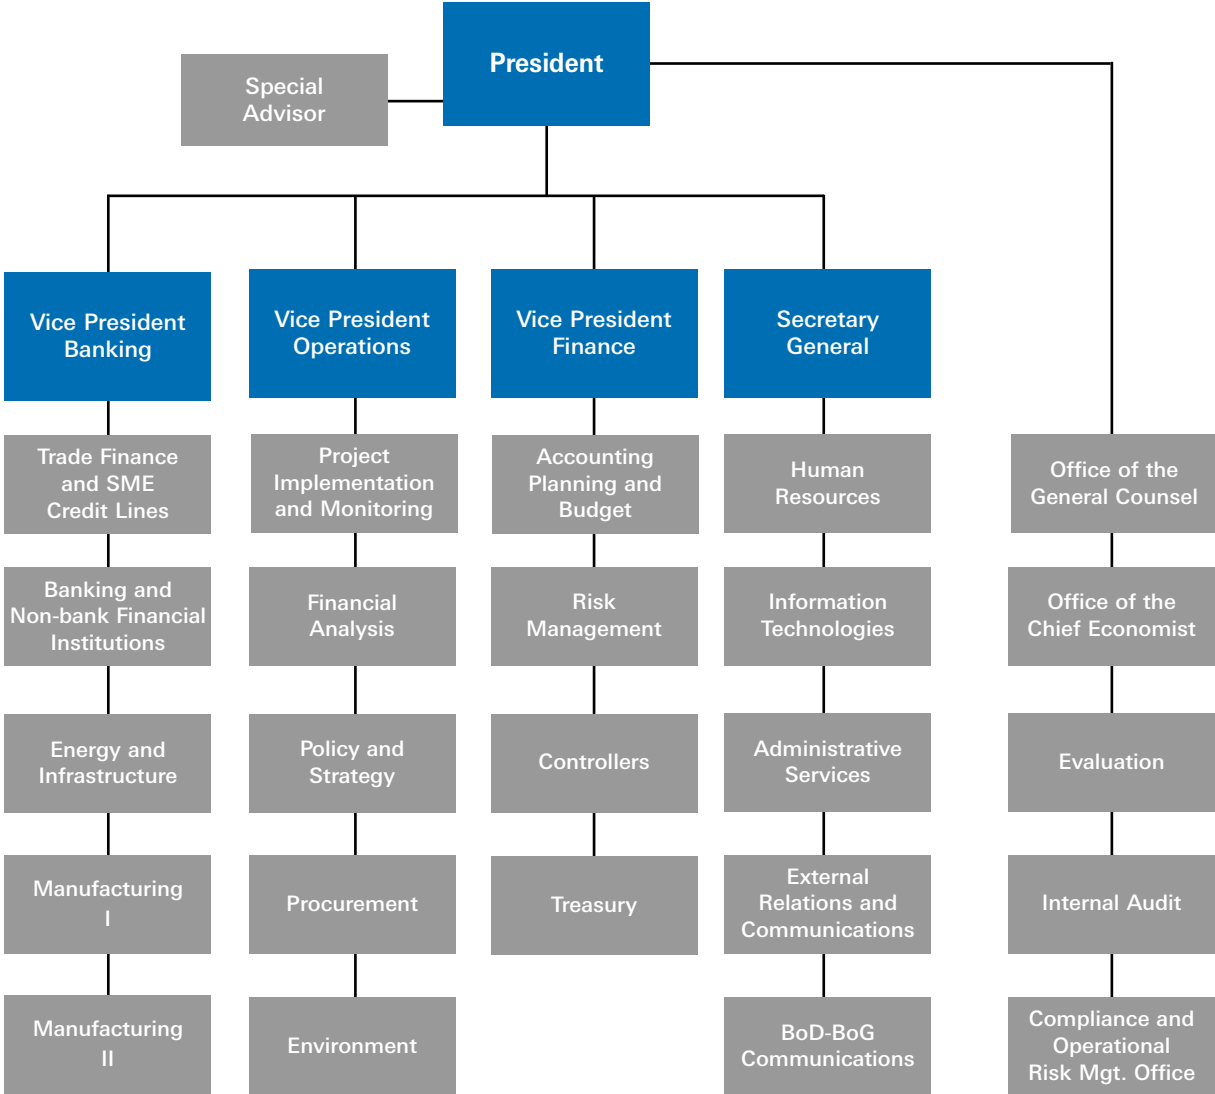 President
Special
Advisor
Vice President
Banking
Vice President
Operations
Vice President
Finance
Secretary
General
Trade Finance
and SME
Credit Lines
Project
Implementation
and Monitoring
Accounting
Planning and
Budget
Human
Resources
Office of the
General Counsel
Banking and
Non-bank Financial
Institutions
Financial
Analysis
Risk
Management
Information
Technologies
Office of the
Chief Economist
Energy and
Infrastructure
Policy and
Strategy
Controllers
Administrative
Services
Evaluation
Manufacturing
I
Procurement
Treasury
External
Relations and
Communications
Internal Audit
Manufacturing
II
Environment
BoD-BoG
Communications
Compliance and
Operational
Risk Mgt. Office